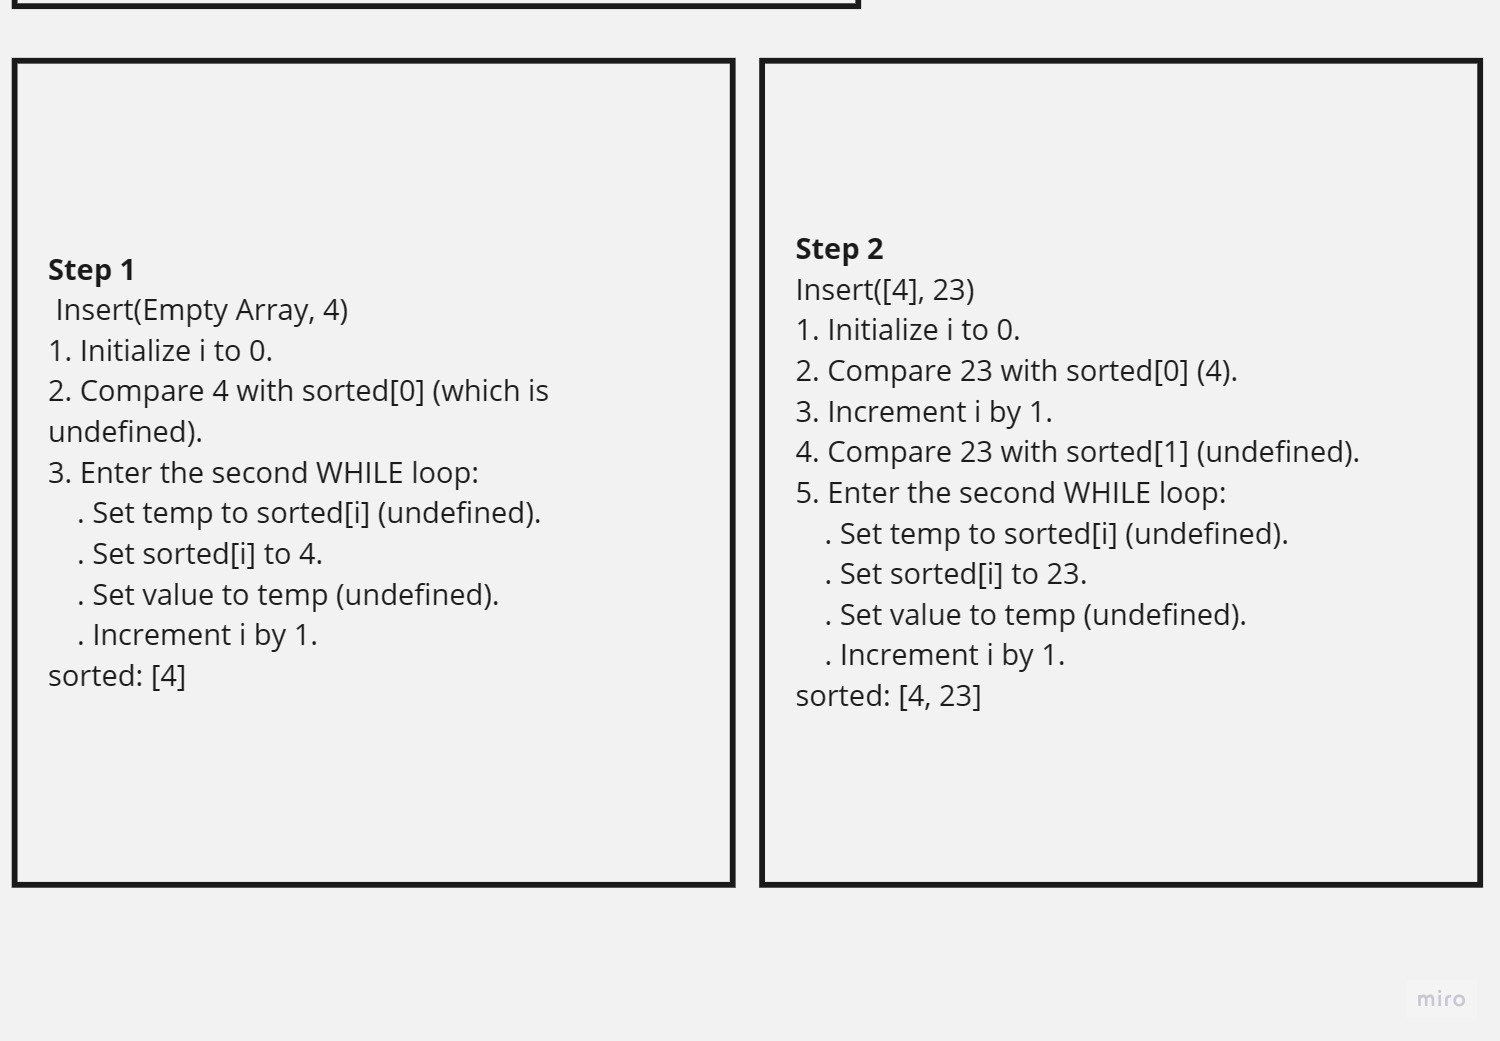 Step 1
Insert(Empty Array, 4)
1. Initialize i to 0.
2. Compare 4 with sorted[0] (which is
undefined).
3. Enter the second WHILE loop:
. Set temp to sorted[i] (undefined).
. Set sorted[i] to 4.
. Set value to temp (undefined).
. Increment i by 1.
sorted: [4]
Step 2
Insert([4], 23)
1. Initialize i to 0.
2. Compare 23 with sorted[0] (4).
3. Increment i by 1.
4. Compare 23 with sorted[1] (undefined).
5. Enter the second WHILE loop:
. Set temp to sorted[i] (undefined).
. Set sorted[i] to 23.
. Set value to temp (undefined).
. Increment i by 1.
sorted: [4, 23]
miro